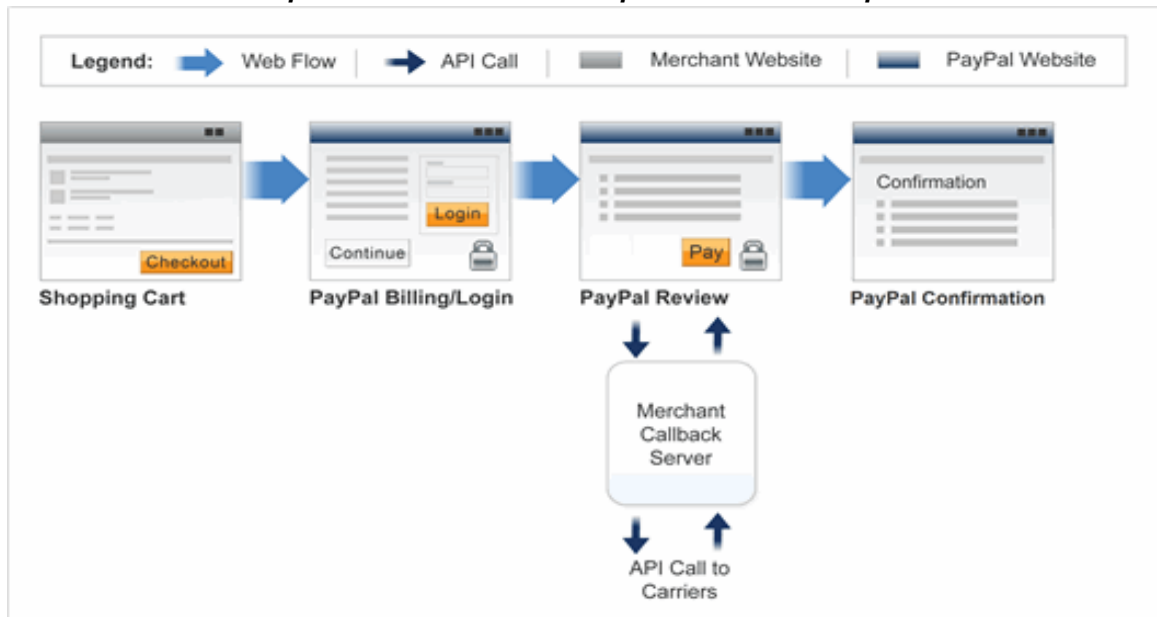 Legend: Web Flow API Call Merchant Website PayPal Website
Checkout
Login
Continue
Pay
Confirmation
Shopping Cart PayPal Billing/Login PayPal Review PayPal Confirmation
Merchant
Callback
Server
API Call to
Carriers